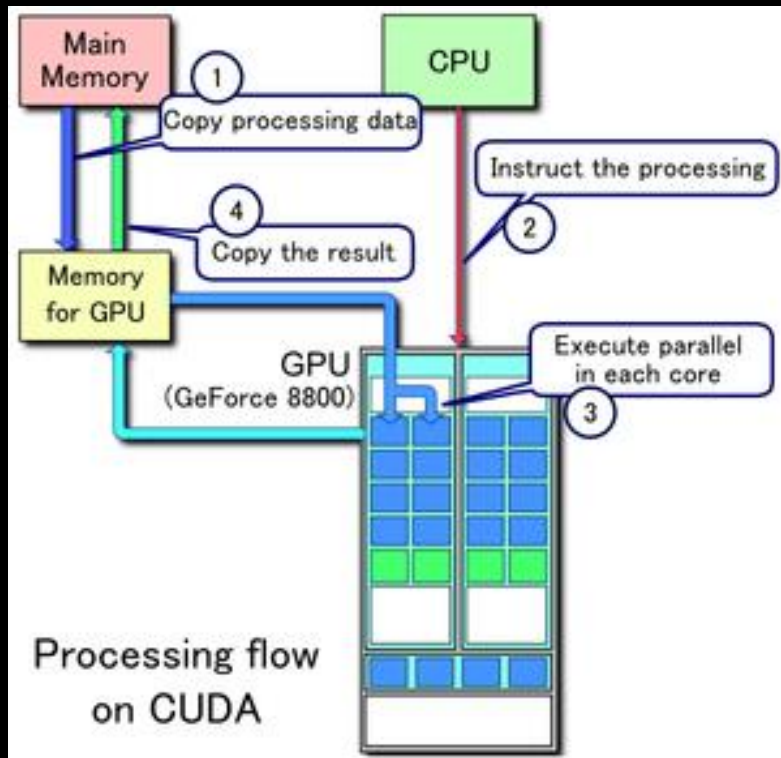 Main
Memory
CPU
1
Copy processing data
Instruct the processing
2
4
Copy the result
Memory
for GPU
GPU
(GeForce 8800)
Execute parallel
in each core
3
Processing flow
on CUDA